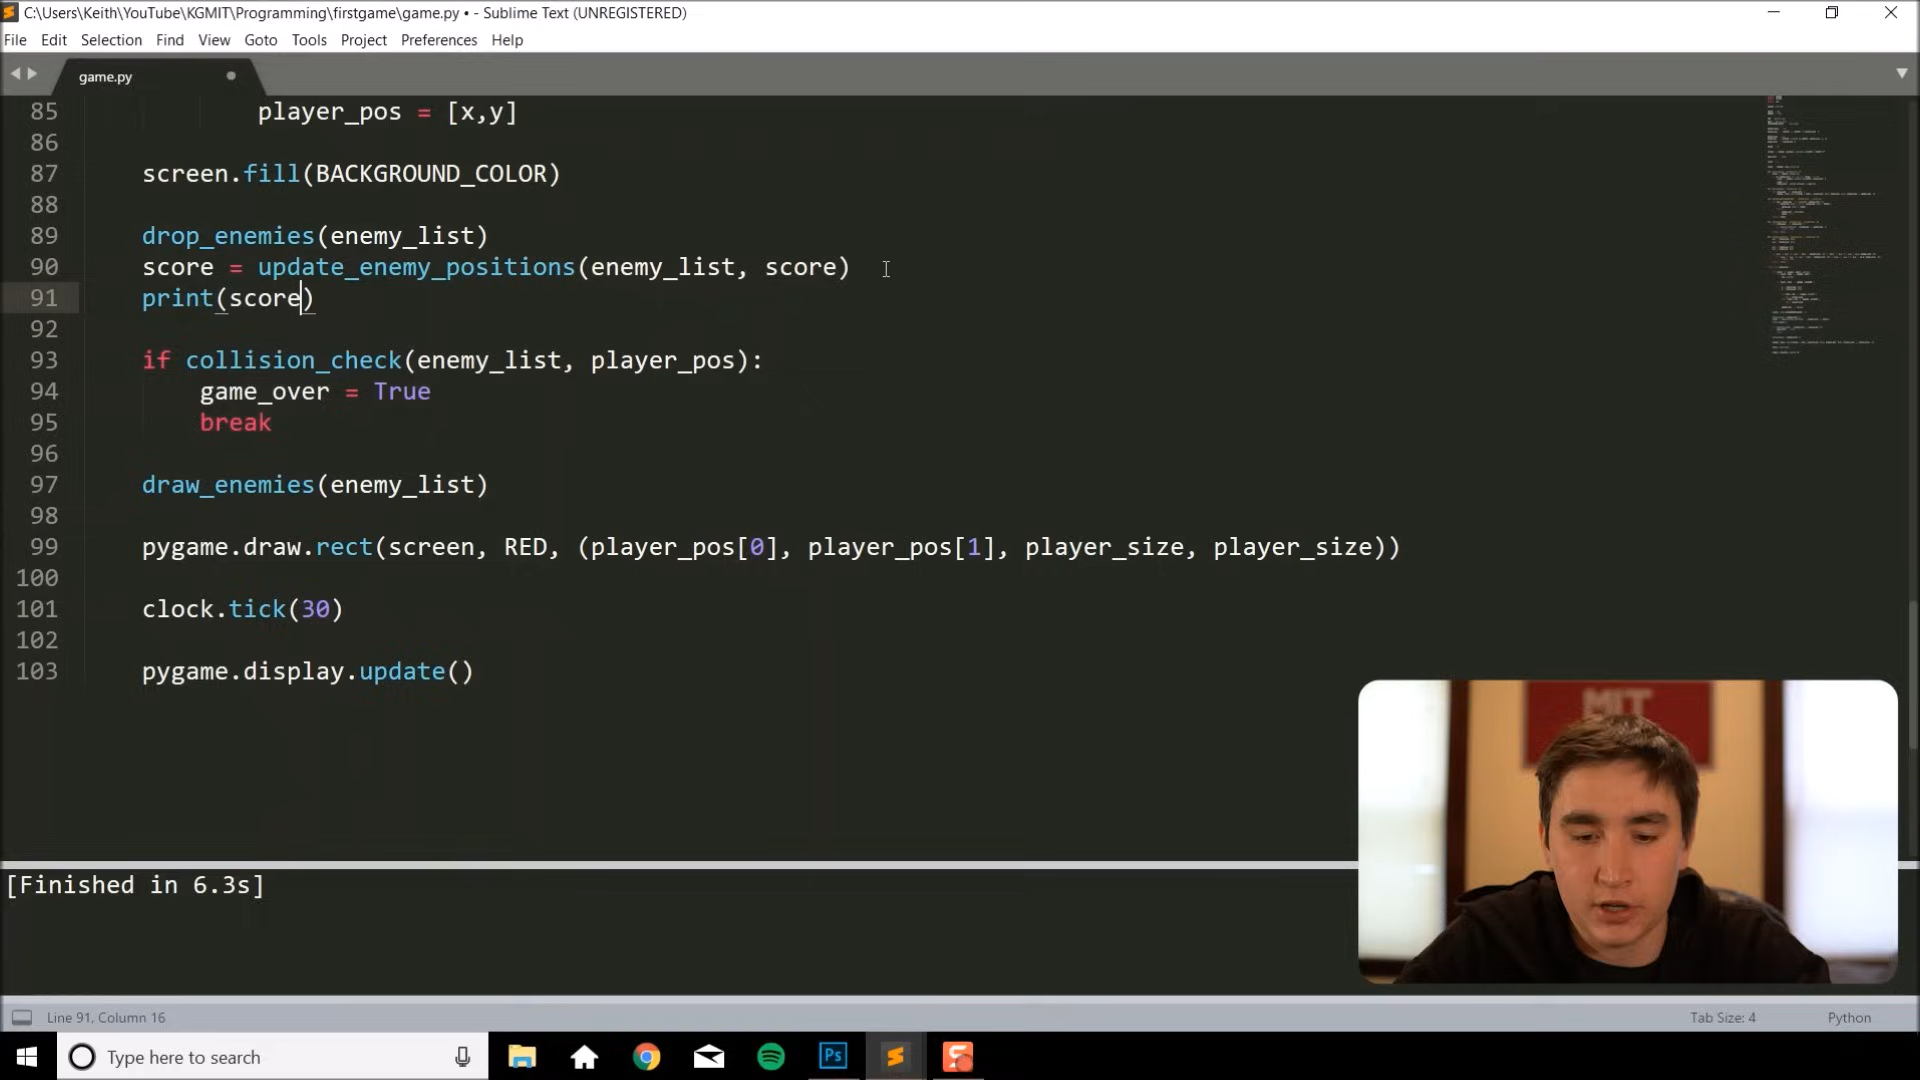 C:\Users\Keith\YouTube\KGMIT\Programming\firstgame\game.py • - Sublime Text (UNREGISTERED)
File Edit Selection Find View Goto Tools Project Preferences Help
game.py
85 player_pos = [x,y]
86
87 screen.fill(BACKGROUND_COLOR)
88
89 drop_enemies(enemy_list)
90 score = update_enemy_positions(enemy_list, score)
91 print(score)
92
93 if collision_check(enemy_list, player_pos):
94 game_over = True
95 break
96
97 draw_enemies(enemy_list)
98
99 pygame.draw.rect(screen, RED, (player_pos[0], player_pos[1], player_size, player_size))
100
101 clock.tick(30)
102
103 pygame.display.update()
MIT
[Finished in 6.3s]
Line 91, Column 16 Tab Size: 4 Python
Type here to search
Ps